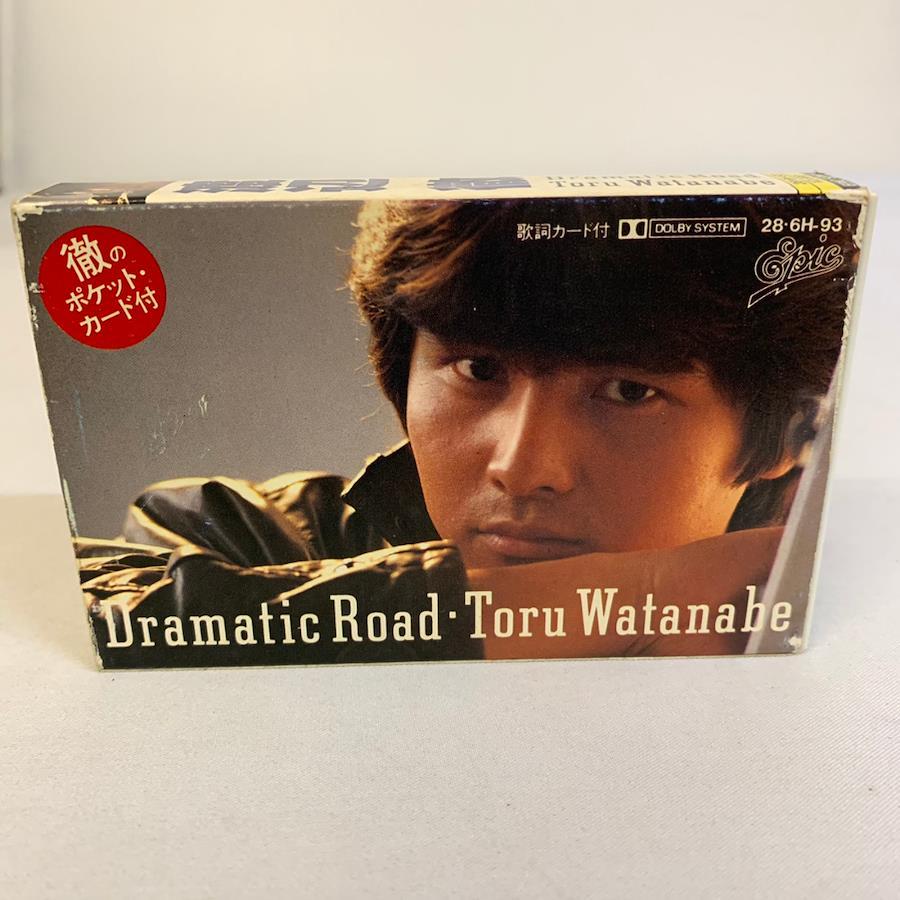 Dramatic Road
Toru Watanabe
徹の
ポケット・
カード付
歌詞カード付
DOLBY SYSTEM
28・6H-93
Epic
Dramatic Road・Toru Watanabe